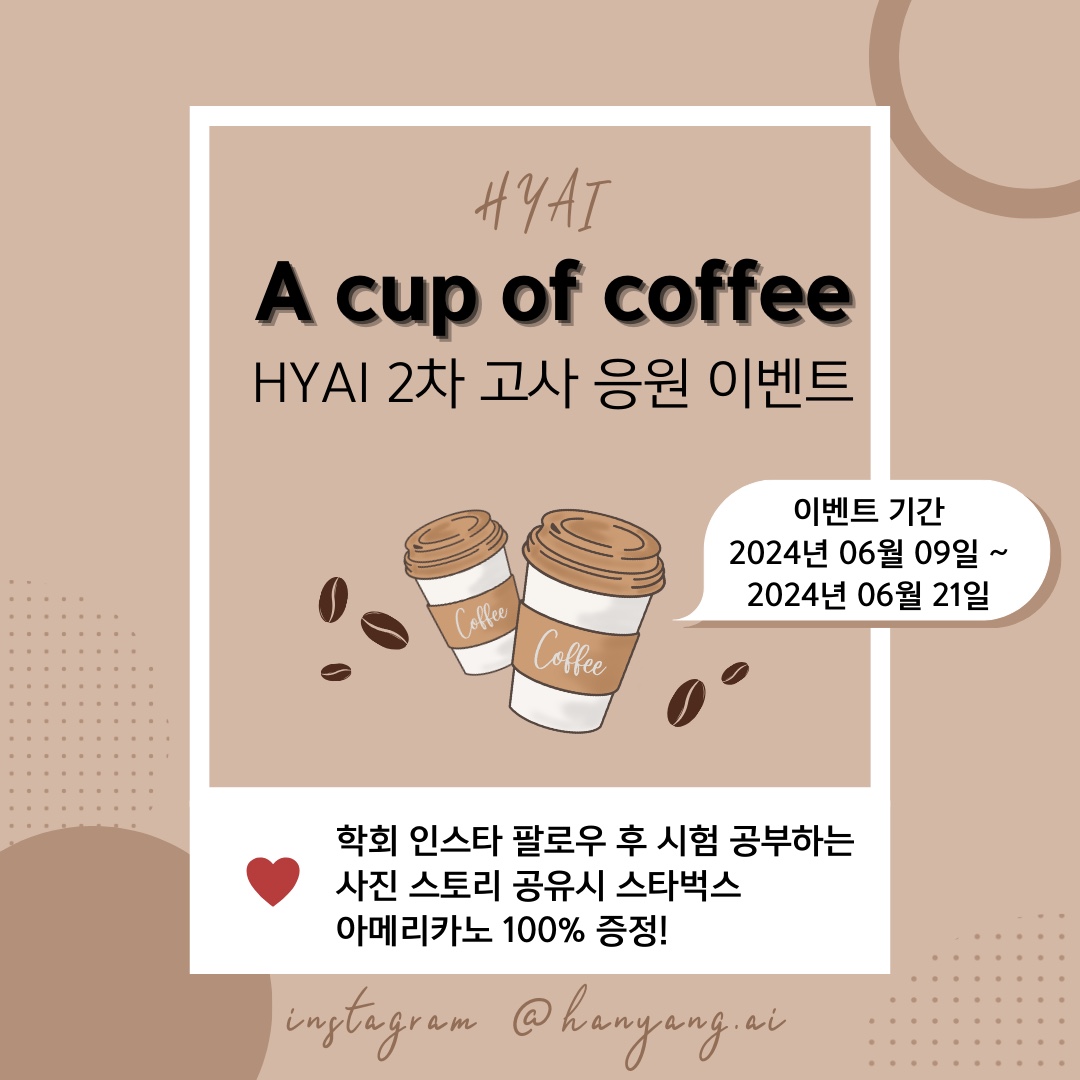 HYAI
A cup of coffee
HYAI 2차 고사 응원 이벤트
이벤트 기간
2024년 06월 09일 ~
2024년 06월 21일
Coffee
Coffee
학회 인스타 팔로우 후 시험 공부하는
사진 스토리 공유시 스타벅스
아메리카노 100% 증정!
instagram @hanyang.ai